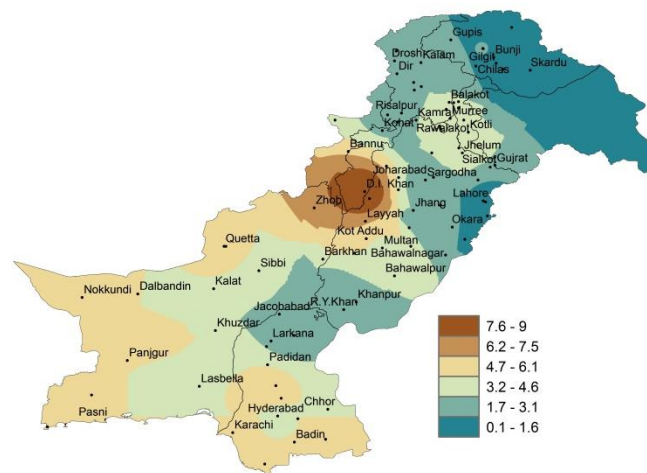 Gupis
Drosh
Kalam
Gilgit
Bunji
Dir
Chilas
Skardu
Balakot
Risalpur
Kamra
Murree
Kohat
Rawalakot
Kotli
Bannu
Jhelum
Sialkot
Gujrat
Joharabad
Sargodha
D.I. Khan
Lahore
Zhob
Jhang
Layyah
Okara
Kot Addu
Quetta
Multan
Barkhan
Bahawalnagar
Sibbi
Bahawalpur
Nokkundi
Dalbandin
Kalat
Khanpur
Jacobabad
R.Y.Khan
Khuzdar
Larkana
Panjgur
Padidan
Lasbella
Pasni
Hyderabad
Chhor
Karachi
Badin
7.6 - 9
6.2 - 7.5
4.7 - 6.1
3.2 - 4.6
1.7 - 3.1
0.1 - 1.6